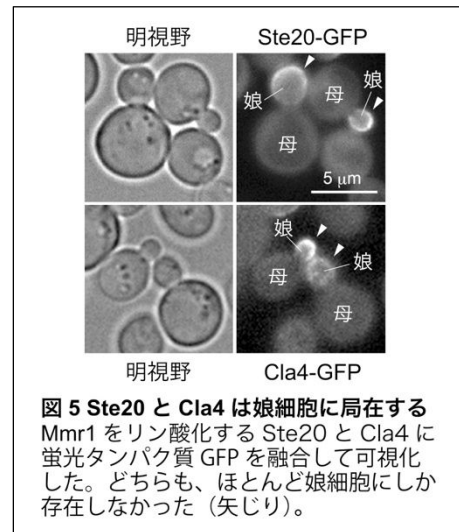 明視野
Ste20-GFP
娘
母
娘
母
5 μm
娘
娘
母
母
明視野
Cla4-GFP
図 5 Ste20 と Cla4 は娘細胞に局在する
Mmr1 をリン酸化する Ste20 と Cla4 に
蛍光タンパク質 GFP を融合して可視化
した。どちらも、ほとんど娘細胞にしか
存在しなかった（矢じり）。